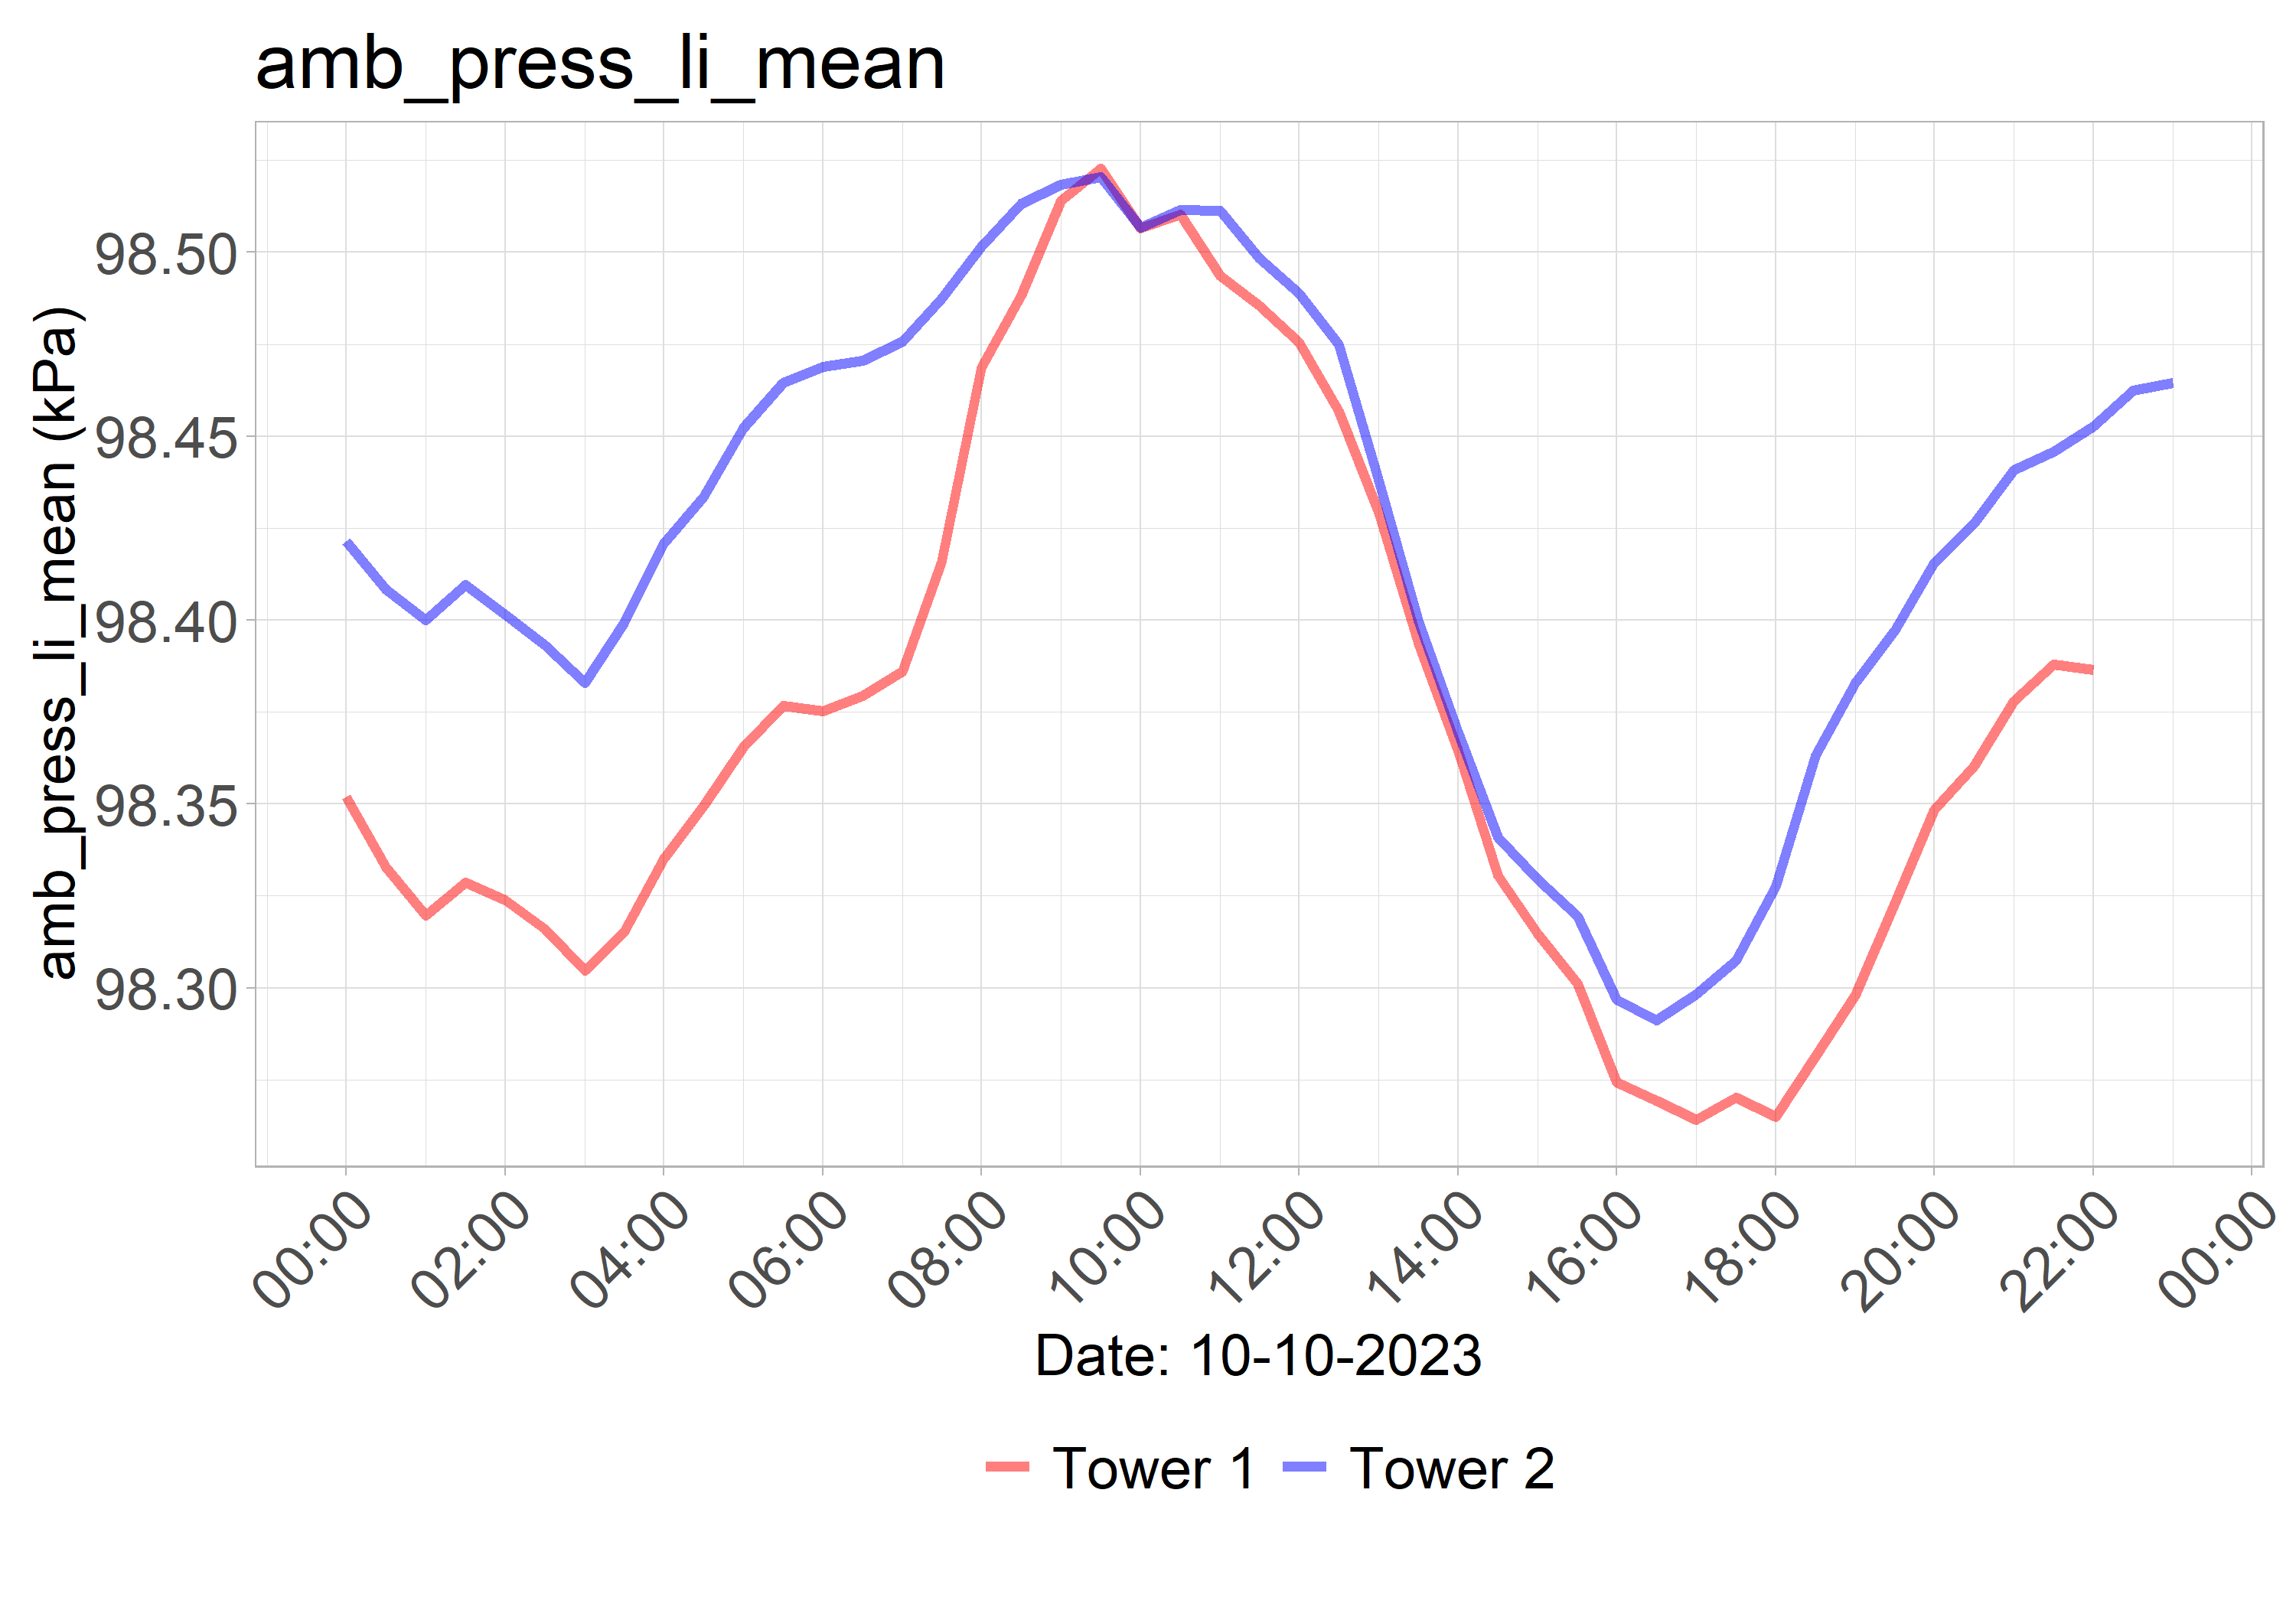 amb_press_li_mean
amb_press_li_mean (kPa)
98.50
98.45
98.40
98.35
98.30
00:00 02:00 04:00 06:00 08:00 10:00 12:00 14:00 16:00 18:00 20:00 22:00 00:00
Date: 10-10-2023
Tower 1 Tower 2